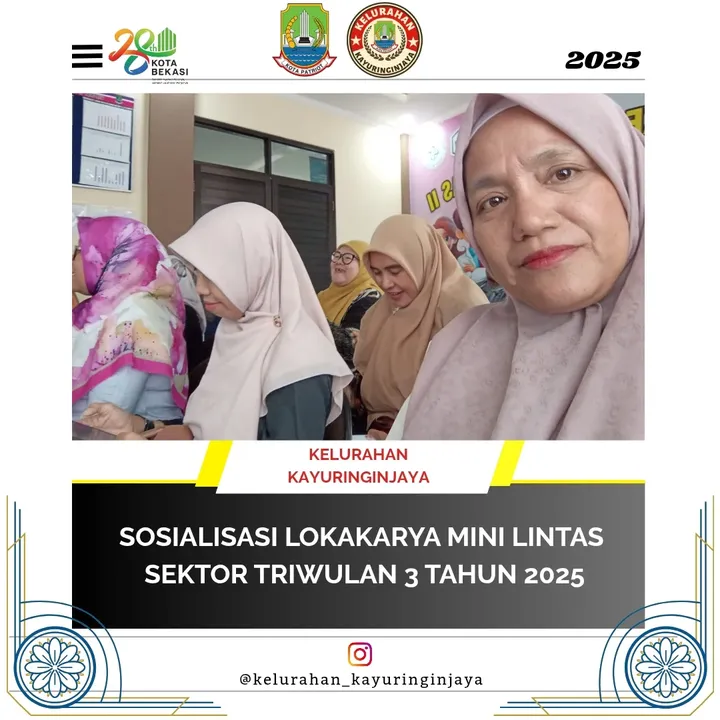 28th
KOTA
BEKASI
KOTA PATRIOT
KELURAHAN
KAYURINGINJAYA
2025
KELURAHAN
KAYURINGINJAYA
SOSIALISASI LOKAKARYA MINI LINTAS
SEKTOR TRIWULAN 3 TAHUN 2025
@kelurahan_kayuringinjaya